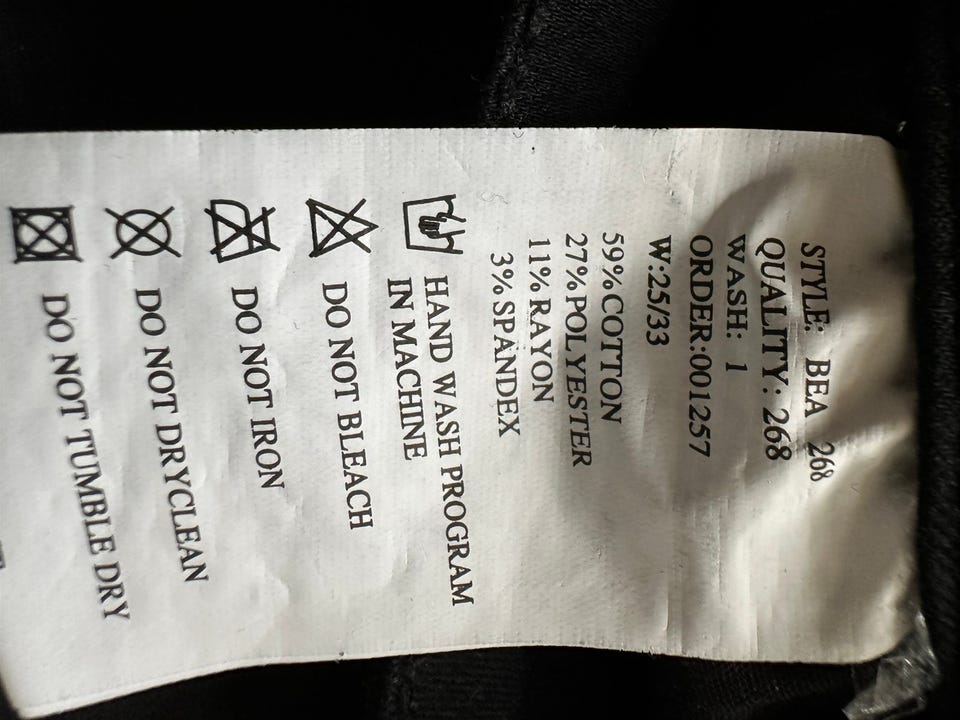 STYLE: BEA 268
QUALITY: 268
WASH: 1
ORDER:001257
W:25/33
59%COTTON
27%POLYESTER
11%RAYON
3%SPANDEX
HAND WASH PROGRAM
IN MACHINE
DO NOT BLEACH
DO NOT IRON
DO NOT DRYCLEAN
DO NOT TUMBLE DRY